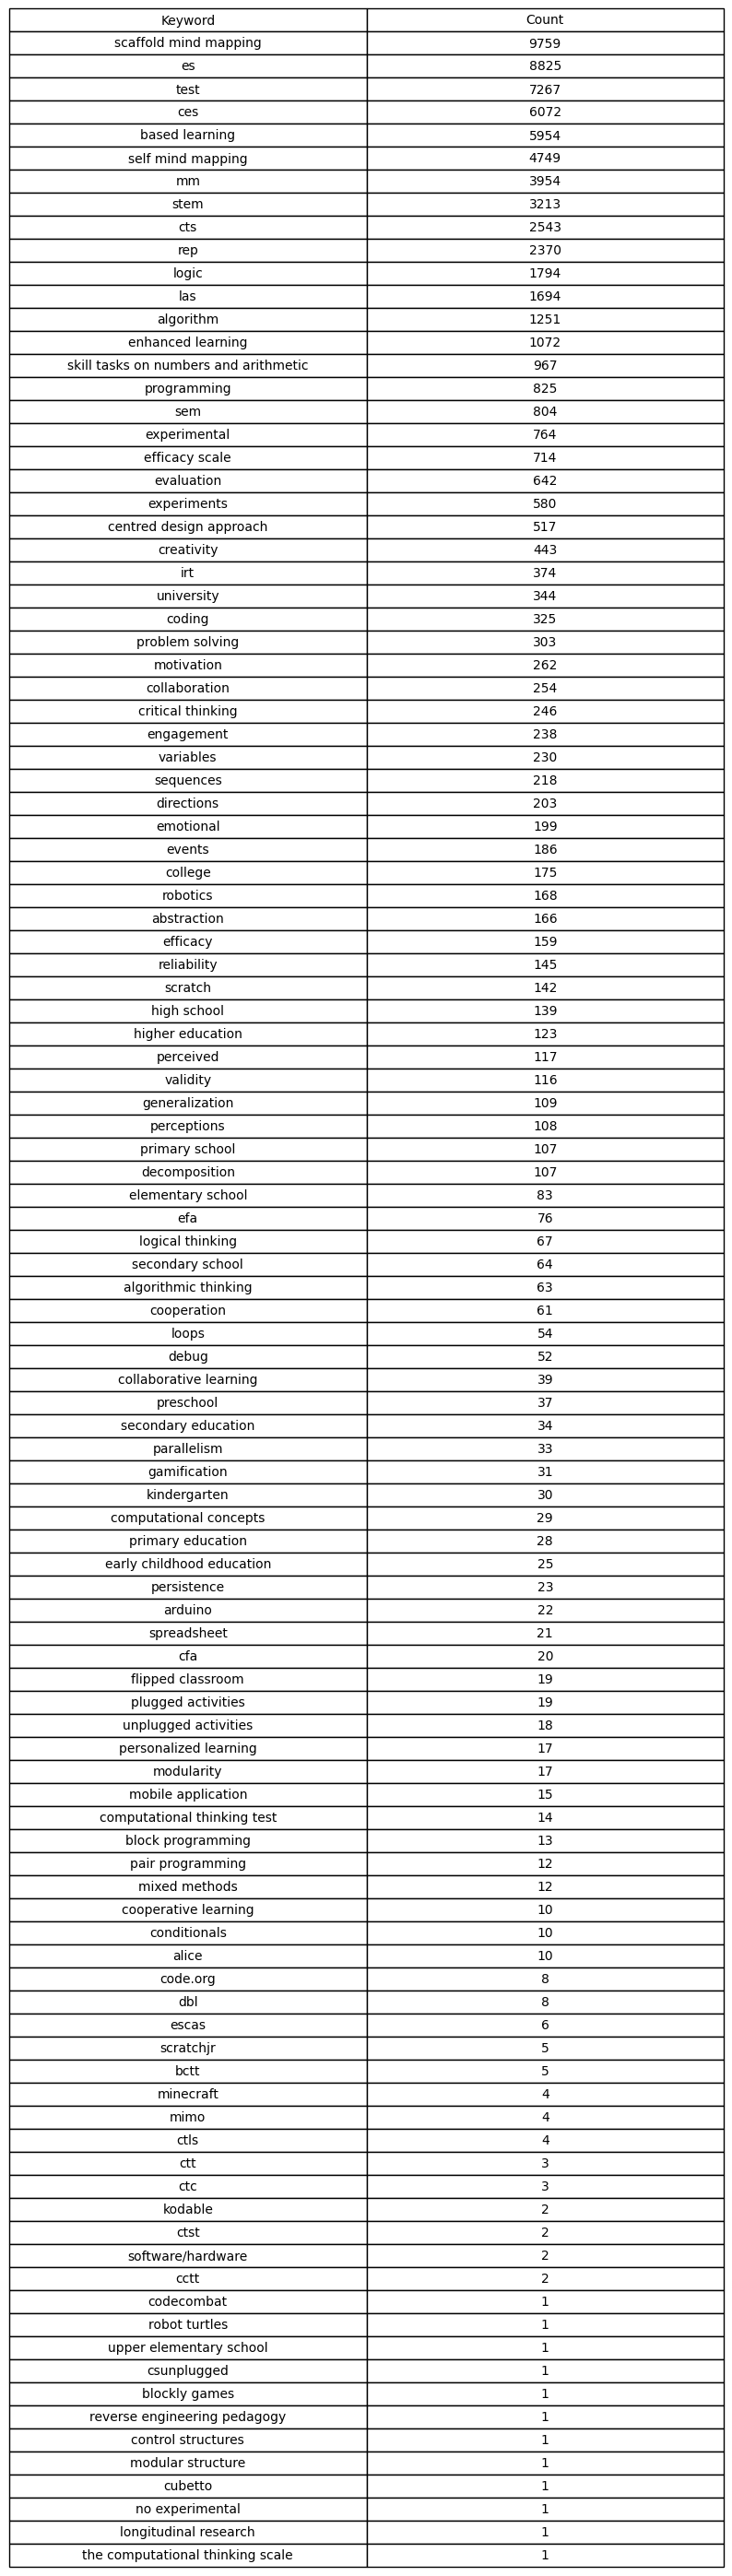 Keyword Count
scaffold mind mapping 9759
es 8825
test 7267
ces 6072
based learning 5954
self mind mapping 4749
mm 3954
stem 3213
cts 2543
rep 2370
logic 1794
las 1694
algorithm 1251
enhanced learning 1072
skill tasks on numbers and arithmetic 967
programming 825
sem 804
experimental 764
efficacy scale 714
evaluation 642
experiments 580
centred design approach 517
creativity 443
irt 374
university 344
coding 325
problem solving 303
motivation 262
collaboration 254
critical thinking 246
engagement 238
variables 230
sequences 218
directions 203
emotional 199
events 186
college 175
robotics 168
abstraction 166
efficacy 159
reliability 145
scratch 142
high school 139
higher education 123
perceived 117
validity 116
generalization 109
perceptions 108
primary school 107
decomposition 107
elementary school 83
efa 76
logical thinking 67
secondary school 64
algorithmic thinking 63
cooperation 61
loops 54
debug 52
collaborative learning 39
preschool 37
secondary education 34
parallelism 33
gamification 31
kindergarten 30
computational concepts 29
primary education 28
early childhood education 25
persistence 23
arduino 22
spreadsheet 21
cfa 20
flipped classroom 19
plugged activities 19
unplugged activities 18
personalized learning 17
modularity 17
mobile application 15
computational thinking test 14
block programming 13
pair programming 12
mixed methods 12
cooperative learning 10
conditionals 10
alice 10
code.org 8
dbl 8
escas 6
scratchjr 5
bctt 5
minecraft 4
mimo 4
ctls 4
ctt 3
ctc 3
kodable 2
ctst 2
software/hardware 2
cctt 2
codecombat 1
robot turtles 1
upper elementary school 1
csunplugged 1
blockly games 1
reverse engineering pedagogy 1
control structures 1
modular structure 1
cubetto 1
no experimental 1
longitudinal research 1
the computational thinking scale 1